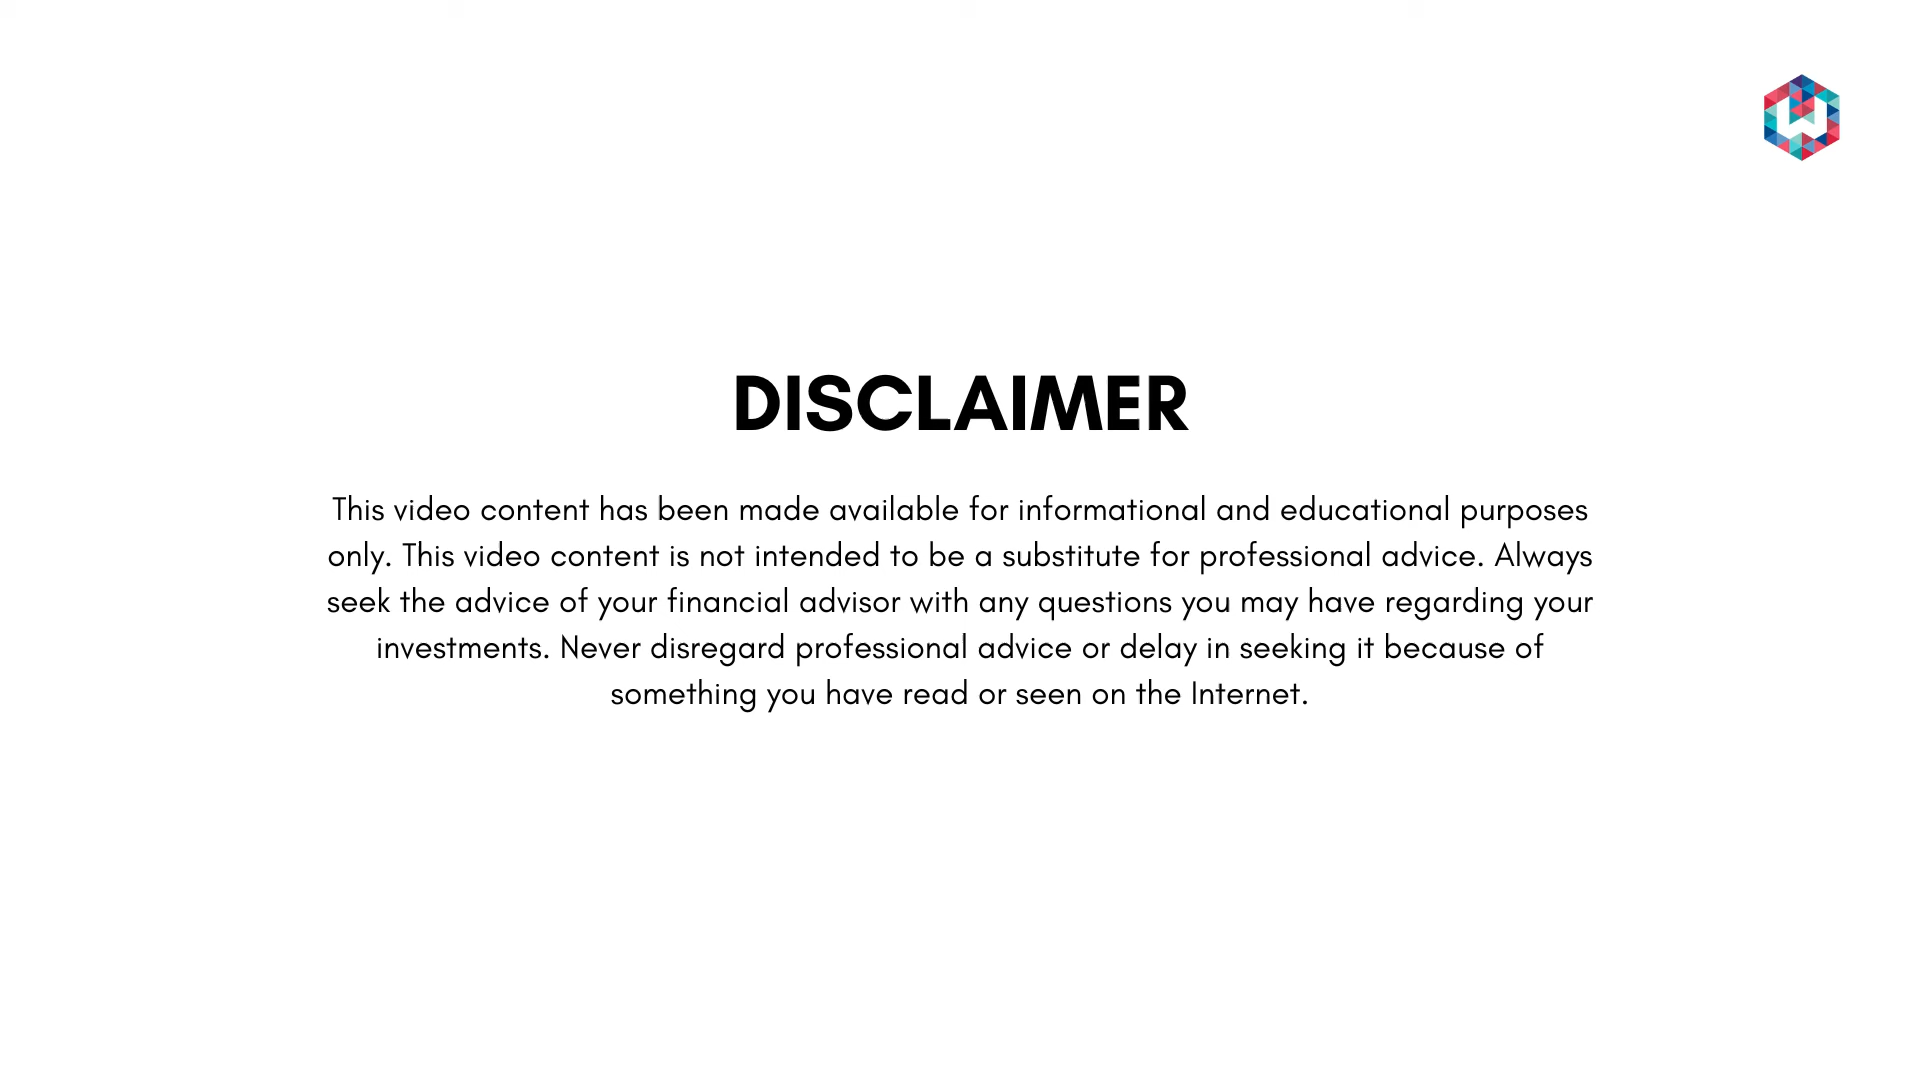 DISCLAIMER
This video content has been made available for informational and educational purposes
only. This video content is not intended to be a substitute for professional advice. Always
seek the advice of your financial advisor with any questions you may have regarding your
investments. Never disregard professional advice or delay in seeking it because of
something you have read or seen on the Internet.